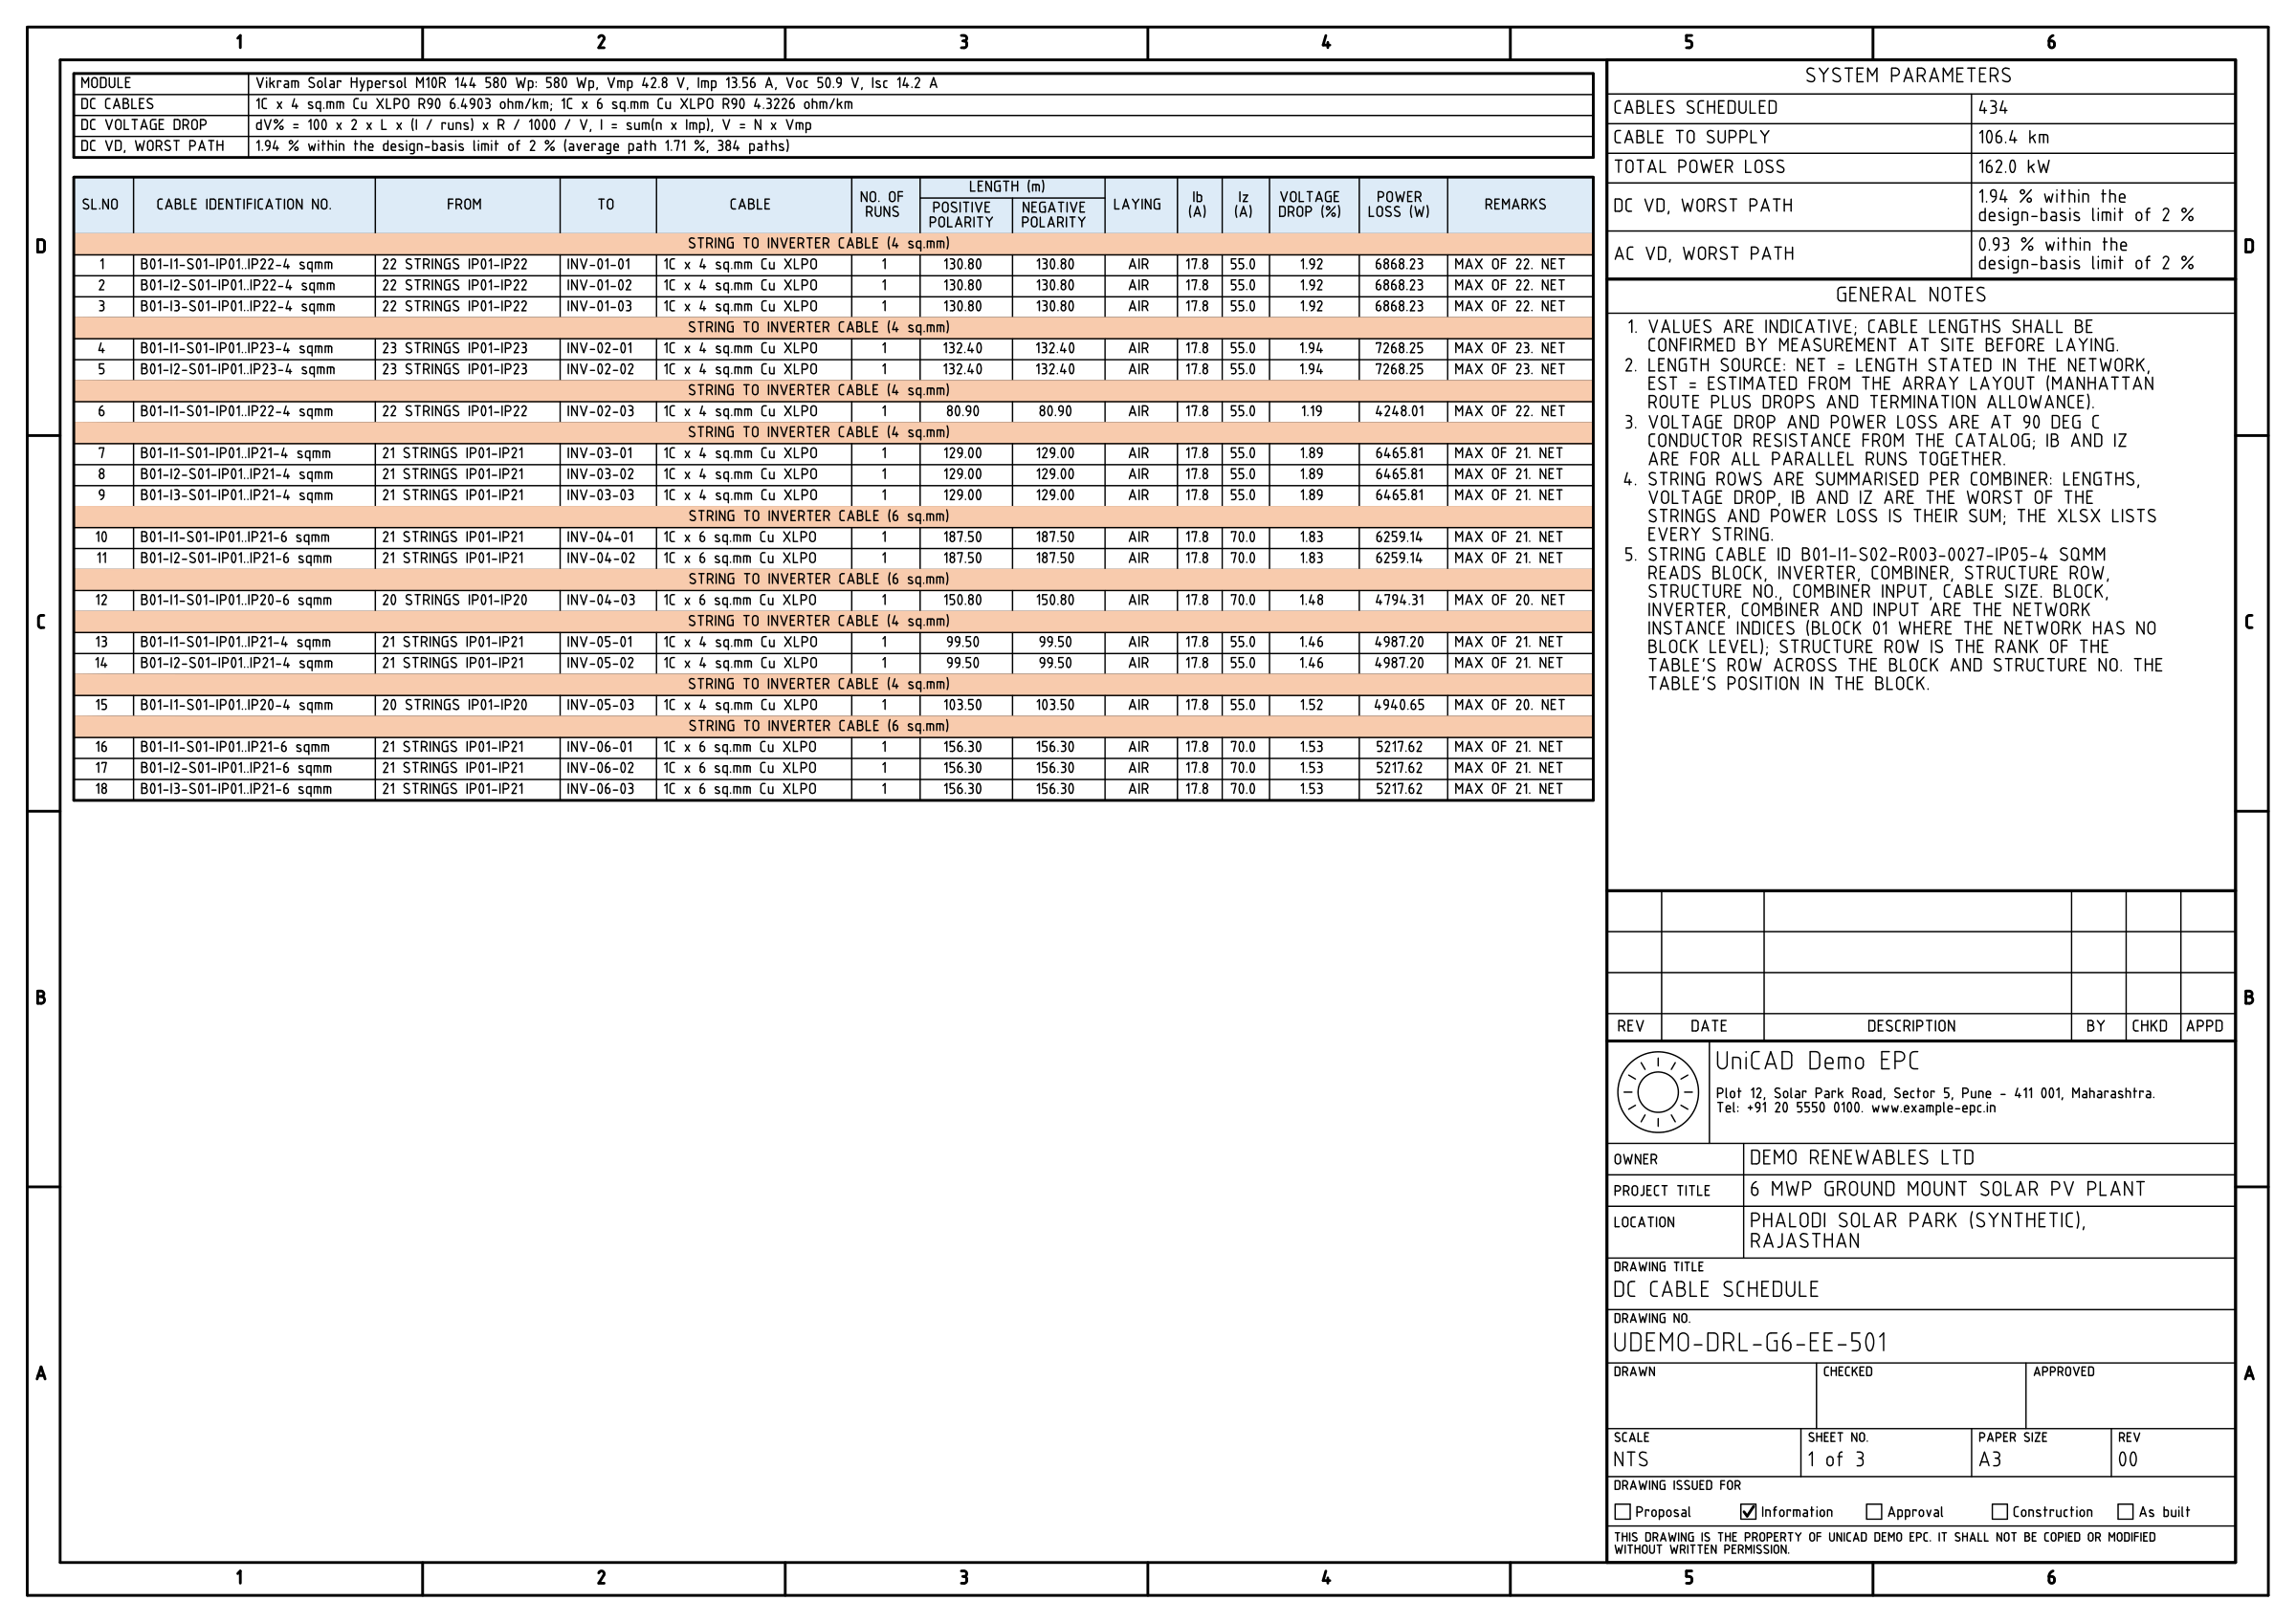 1 2 3 4 5 6
MODULE Vikram Solar Hypersol M10R 144 580 Wp: 580 Wp, Vmp 42.8 V, Imp 13.56 A, Voc 50.9 V, Isc 14.2 A
DC CABLES 1C x 4 sq.mm Cu XLPO R90 6.4903 ohm/km; 1C x 6 sq.mm Cu XLPO R90 4.3226 ohm/km
DC VOLTAGE DROP dV% = 100 x 2 x L x (I / runs) x R / 1000 / V, I = sum(n x Imp), V = N x Vmp
DC VD, WORST PATH 1.94 % within the design-basis limit of 2 % (average path 1.71 %, 384 paths)
SL.NO CABLE IDENTIFICATION NO. FROM TO CABLE NO. OF RUNS LENGTH (m) POSITIVE POLARITY NEGATIVE POLARITY LAYING Ib (A) Iz (A) VOLTAGE DROP (%) POWER LOSS (W) REMARKS
STRING TO INVERTER CABLE (4 sq.mm)
1 B01-I1-S01-IP01..IP22-4 sqmm 22 STRINGS IP01-IP22 INV-01-01 1C x 4 sq.mm Cu XLPO 1 130.80 130.80 AIR 17.8 55.0 1.92 6868.23 MAX OF 22. NET
2 B01-I2-S01-IP01..IP22-4 sqmm 22 STRINGS IP01-IP22 INV-01-02 1C x 4 sq.mm Cu XLPO 1 130.80 130.80 AIR 17.8 55.0 1.92 6868.23 MAX OF 22. NET
3 B01-I3-S01-IP01..IP22-4 sqmm 22 STRINGS IP01-IP22 INV-01-03 1C x 4 sq.mm Cu XLPO 1 130.80 130.80 AIR 17.8 55.0 1.92 6868.23 MAX OF 22. NET
STRING TO INVERTER CABLE (4 sq.mm)
4 B01-I1-S01-IP01..IP23-4 sqmm 23 STRINGS IP01-IP23 INV-02-01 1C x 4 sq.mm Cu XLPO 1 132.40 132.40 AIR 17.8 55.0 1.94 7268.25 MAX OF 23. NET
5 B01-I2-S01-IP01..IP23-4 sqmm 23 STRINGS IP01-IP23 INV-02-02 1C x 4 sq.mm Cu XLPO 1 132.40 132.40 AIR 17.8 55.0 1.94 7268.25 MAX OF 23. NET
STRING TO INVERTER CABLE (4 sq.mm)
6 B01-I1-S01-IP01..IP22-4 sqmm 22 STRINGS IP01-IP22 INV-02-03 1C x 4 sq.mm Cu XLPO 1 80.90 80.90 AIR 17.8 55.0 1.19 4248.01 MAX OF 22. NET
STRING TO INVERTER CABLE (4 sq.mm)
7 B01-I1-S01-IP01..IP21-4 sqmm 21 STRINGS IP01-IP21 INV-03-01 1C x 4 sq.mm Cu XLPO 1 129.00 129.00 AIR 17.8 55.0 1.89 6465.81 MAX OF 21. NET
8 B01-I2-S01-IP01..IP21-4 sqmm 21 STRINGS IP01-IP21 INV-03-02 1C x 4 sq.mm Cu XLPO 1 129.00 129.00 AIR 17.8 55.0 1.89 6465.81 MAX OF 21. NET
9 B01-I3-S01-IP01..IP21-4 sqmm 21 STRINGS IP01-IP21 INV-03-03 1C x 4 sq.mm Cu XLPO 1 129.00 129.00 AIR 17.8 55.0 1.89 6465.81 MAX OF 21. NET
STRING TO INVERTER CABLE (6 sq.mm)
10 B01-I1-S01-IP01..IP21-6 sqmm 21 STRINGS IP01-IP21 INV-04-01 1C x 6 sq.mm Cu XLPO 1 187.50 187.50 AIR 17.8 70.0 1.83 6259.14 MAX OF 21. NET
11 B01-I2-S01-IP01..IP21-6 sqmm 21 STRINGS IP01-IP21 INV-04-02 1C x 6 sq.mm Cu XLPO 1 187.50 187.50 AIR 17.8 70.0 1.83 6259.14 MAX OF 21. NET
STRING TO INVERTER CABLE (6 sq.mm)
12 B01-I1-S01-IP01..IP20-6 sqmm 20 STRINGS IP01-IP20 INV-04-03 1C x 6 sq.mm Cu XLPO 1 150.80 150.80 AIR 17.8 70.0 1.48 4794.31 MAX OF 20. NET
STRING TO INVERTER CABLE (4 sq.mm)
13 B01-I1-S01-IP01..IP21-4 sqmm 21 STRINGS IP01-IP21 INV-05-01 1C x 4 sq.mm Cu XLPO 1 99.50 99.50 AIR 17.8 55.0 1.46 4987.20 MAX OF 21. NET
14 B01-I2-S01-IP01..IP21-4 sqmm 21 STRINGS IP01-IP21 INV-05-02 1C x 4 sq.mm Cu XLPO 1 99.50 99.50 AIR 17.8 55.0 1.46 4987.20 MAX OF 21. NET
STRING TO INVERTER CABLE (4 sq.mm)
15 B01-I1-S01-IP01..IP20-4 sqmm 20 STRINGS IP01-IP20 INV-05-03 1C x 4 sq.mm Cu XLPO 1 103.50 103.50 AIR 17.8 55.0 1.52 4940.65 MAX OF 20. NET
STRING TO INVERTER CABLE (6 sq.mm)
16 B01-I1-S01-IP01..IP21-6 sqmm 21 STRINGS IP01-IP21 INV-06-01 1C x 6 sq.mm Cu XLPO 1 156.30 156.30 AIR 17.8 70.0 1.53 5217.62 MAX OF 21. NET
17 B01-I2-S01-IP01..IP21-6 sqmm 21 STRINGS IP01-IP21 INV-06-02 1C x 6 sq.mm Cu XLPO 1 156.30 156.30 AIR 17.8 70.0 1.53 5217.62 MAX OF 21. NET
18 B01-I3-S01-IP01..IP21-6 sqmm 21 STRINGS IP01-IP21 INV-06-03 1C x 6 sq.mm Cu XLPO 1 156.30 156.30 AIR 17.8 70.0 1.53 5217.62 MAX OF 21. NET
SYSTEM PARAMETERS
CABLES SCHEDULED 434
CABLE TO SUPPLY 106.4 km
TOTAL POWER LOSS 162.0 kW
DC VD, WORST PATH 1.94 % within the
design-basis limit of 2 %
AC VD, WORST PATH 0.93 % within the
design-basis limit of 2 %
GENERAL NOTES
1. VALUES ARE INDICATIVE; CABLE LENGTHS SHALL BE
CONFIRMED BY MEASUREMENT AT SITE BEFORE LAYING.
2. LENGTH SOURCE: NET = LENGTH STATED IN THE NETWORK,
EST = ESTIMATED FROM THE ARRAY LAYOUT (MANHATTAN
ROUTE PLUS DROPS AND TERMINATION ALLOWANCE).
3. VOLTAGE DROP AND POWER LOSS ARE AT 90 DEG C
CONDUCTOR RESISTANCE FROM THE CATALOG; IB AND IZ
ARE FOR ALL PARALLEL RUNS TOGETHER.
4. STRING ROWS ARE SUMMARISED PER COMBINER: LENGTHS,
VOLTAGE DROP, IB AND IZ ARE THE WORST OF THE
STRINGS AND POWER LOSS IS THEIR SUM; THE XLSX LISTS
EVERY STRING.
5. STRING CABLE ID B01-I1-S02-R003-0027-IP05-4 SQMM
READS BLOCK, INVERTER, COMBINER, STRUCTURE ROW,
STRUCTURE NO., COMBINER INPUT, CABLE SIZE. BLOCK,
INVERTER, COMBINER AND INPUT ARE THE NETWORK
INSTANCE INDICES (BLOCK 01 WHERE THE NETWORK HAS NO
BLOCK LEVEL); STRUCTURE ROW IS THE RANK OF THE
TABLE'S ROW ACROSS THE BLOCK AND STRUCTURE NO. THE
TABLE'S POSITION IN THE BLOCK.
REV DATE DESCRIPTION BY CHKD APPD
UniCAD Demo EPC
Plot 12, Solar Park Road, Sector 5, Pune - 411 001, Maharashtra.
Tel: +91 20 5550 0100. www.example-epc.in
OWNER DEMO RENEWABLES LTD
PROJECT TITLE 6 MWP GROUND MOUNT SOLAR PV PLANT
LOCATION PHALODI SOLAR PARK (SYNTHETIC),
RAJASTHAN
DRAWING TITLE
DC CABLE SCHEDULE
DRAWING NO.
UDEMO-DRL-G6-EE-501
DRAWN CHECKED APPROVED
SCALE SHEET NO. PAPER SIZE REV
NTS 1 of 3 A3 00
DRAWING ISSUED FOR
Proposal Information Approval Construction As built
THIS DRAWING IS THE PROPERTY OF UNICAD DEMO EPC. IT SHALL NOT BE COPIED OR MODIFIED
WITHOUT WRITTEN PERMISSION.
D D
C C
B B
A A
1 2 3 4 5 6